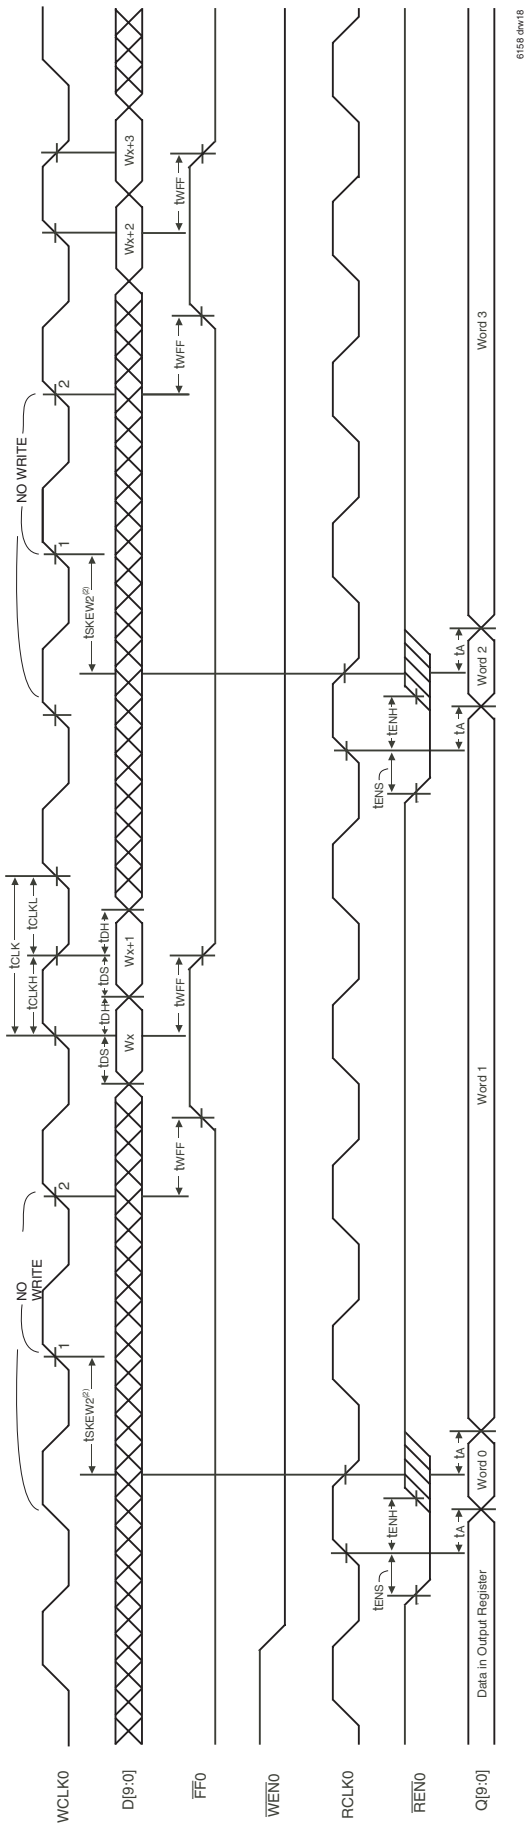 WCLK0
NO WRITE
1
2
tCLK
tCLKH
tCLKL
NO WRITE
1
2
tSKEW2(2)
tSKEW2(2)
D[9:0]
tDS
tDH
tDS
tDH
Wx
Wx+1
Wx+2
Wx+3
FF0
tWFF
tWFF
tWFF
tWFF
WEN0
RCLK0
REN0
tENS
tENH
tENS
tENH
Q[9:0]
Data in Output Register
tA
Word 0
tA
Word 1
tA
Word 2
tA
Word 3
6158 drw18